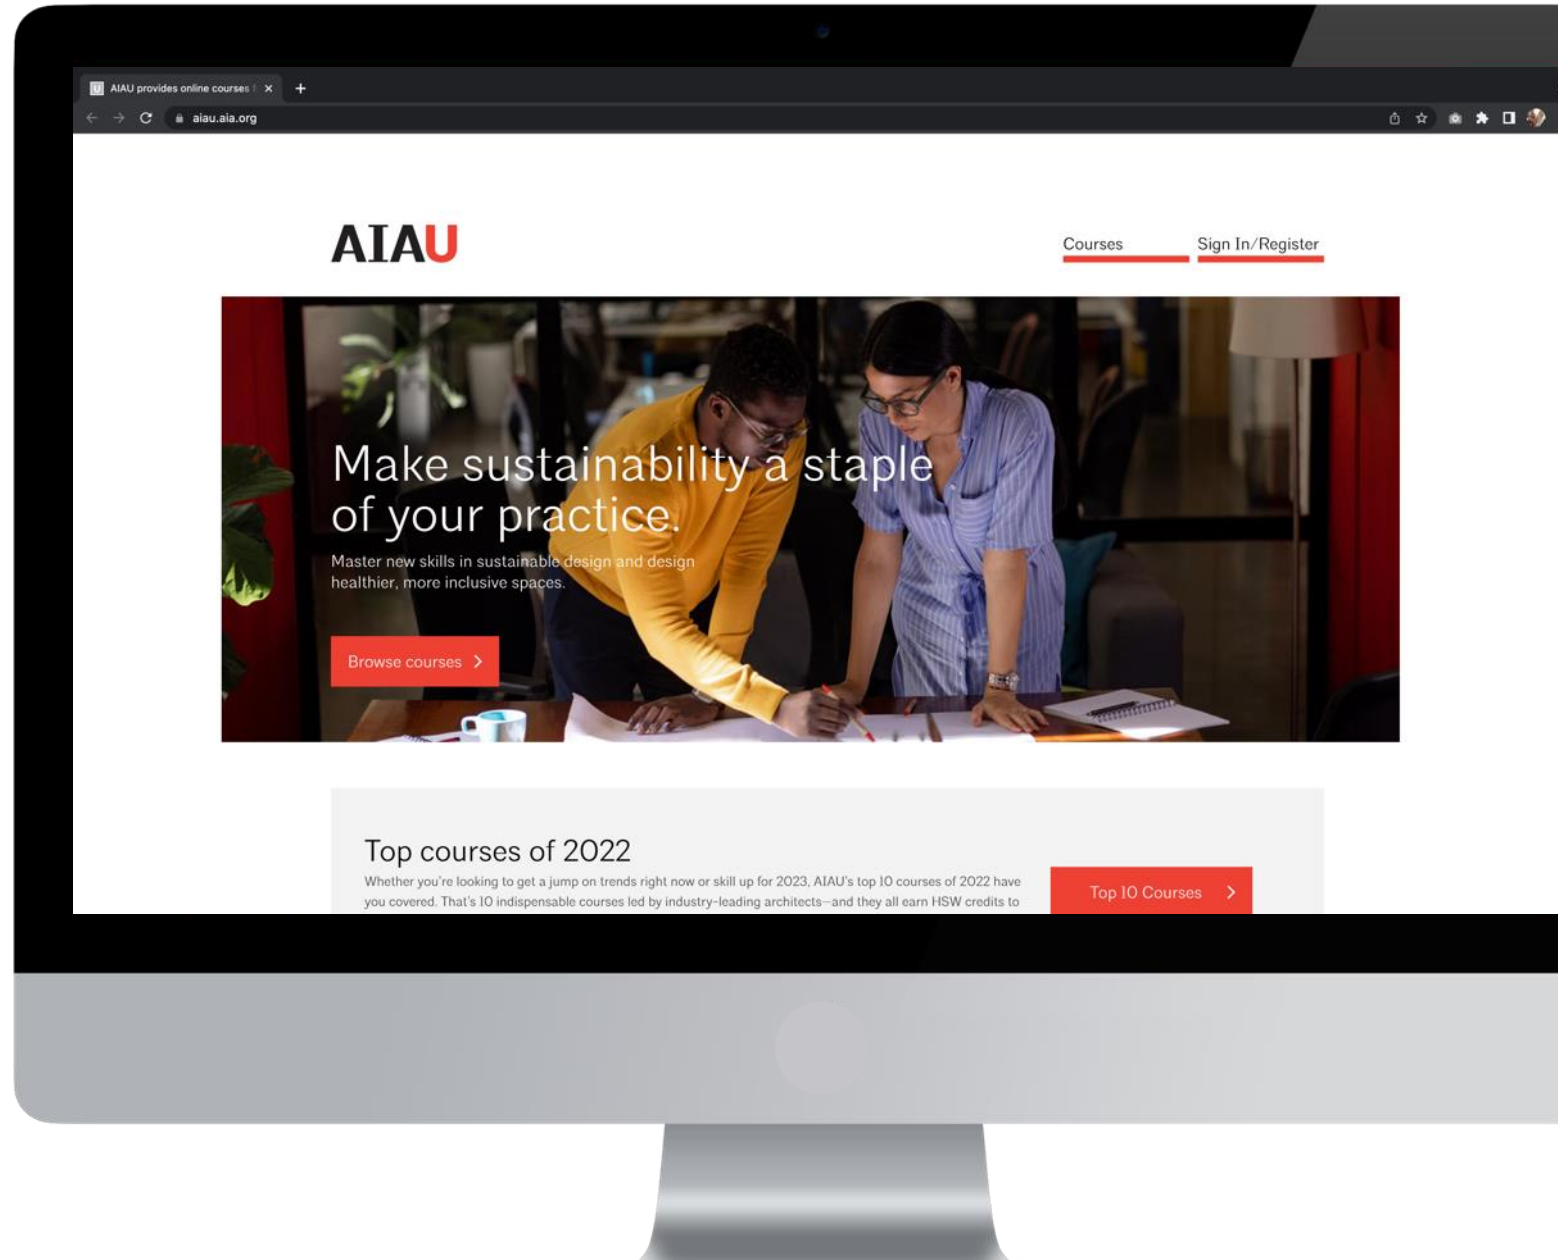 AIAU provides online courses f
aiau.aia.org
AIAU
Courses
Sign In/Register
Make sustainability a staple
of your practice.
Master new skills in sustainable design and design
healthier, more inclusive spaces.
Browse courses
Top courses of 2022
Whether you're looking to get a jump on trends right now or skill up for 2023, AIAU's top 10 courses of 2022 have
you covered. That's 10 indispensable courses led by industry-leading architects—and they all earn HSW credits to
Top 10 Courses